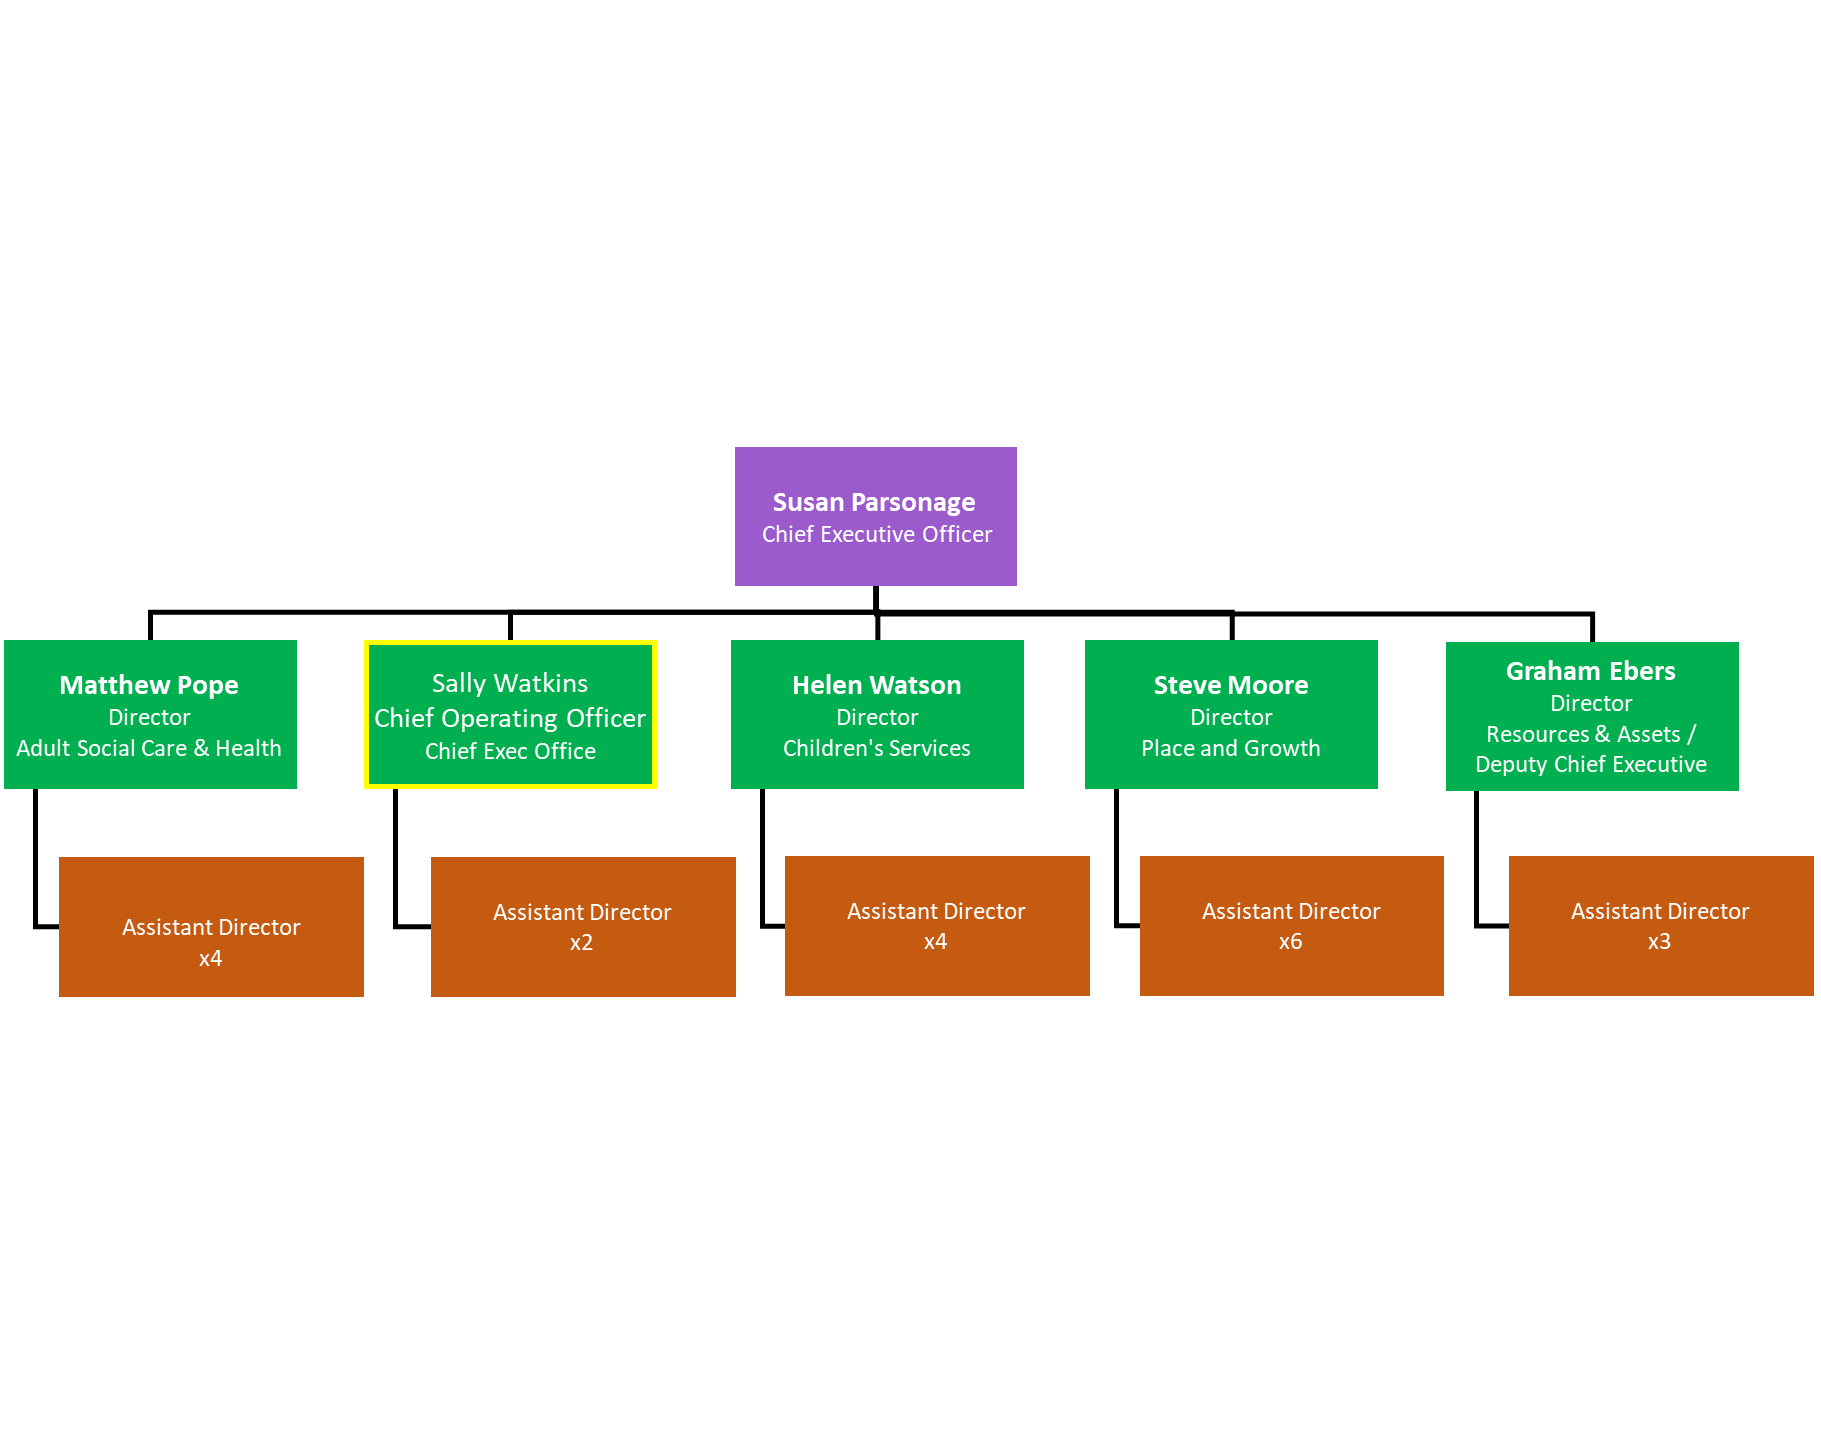 Susan Parsonage
Chief Executive Officer
Matthew Pope
Director
Adult Social Care & Health
Sally Watkins
Chief Operating Officer
Chief Exec Office
Helen Watson
Director
Children's Services
Steve Moore
Director
Place and Growth
Graham Ebers
Director
Resources & Assets /
Deputy Chief Executive
Assistant Director
x4
Assistant Director
x2
Assistant Director
x4
Assistant Director
x6
Assistant Director
x3